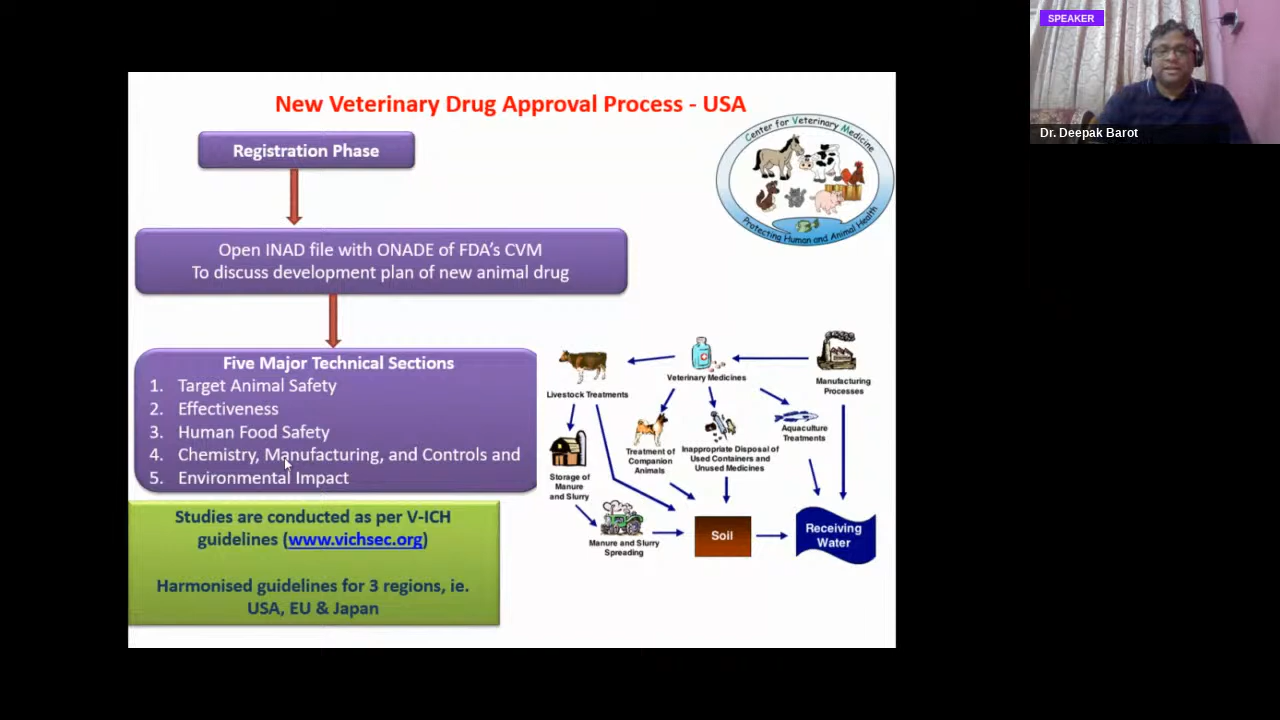 SPEAKER
Dr. Deepak Barot
New Veterinary Drug Approval Process - USA
Center for Veterinary Medicine
Protecting Human and Animal Health
Registration Phase
Open INAD file with ONADE of FDA's CVM
To discuss development plan of new animal drug
Five Major Technical Sections
1. Target Animal Safety
2. Effectiveness
3. Human Food Safety
4. Chemistry, Manufacturing, and Controls and
5. Environmental Impact
Studies are conducted as per V-ICH
guidelines (www.vichsec.org)
Harmonised guidelines for 3 regions, ie.
USA, EU & Japan
Livestock Treatments
Veterinary Medicines
Manufacturing
Processes
Storage of
Manure
and Slurry
Treatment of
Companion
Animals
Inappropriate Disposal of
Used Containers and
Unused Medicines
Aquaculture
Treatments
Manure and Slurry
Spreading
Soil
Receiving
Water